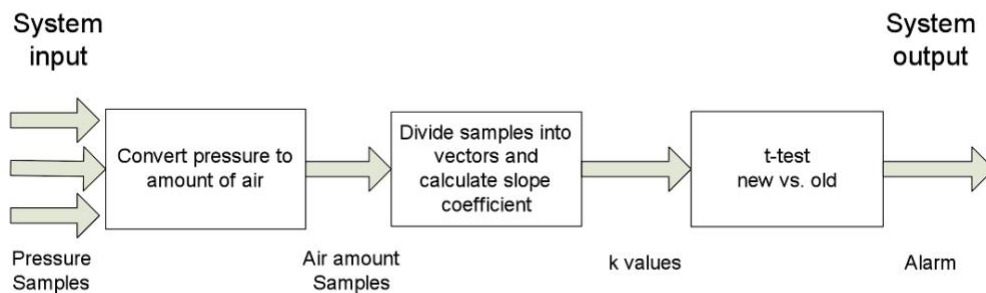 System
input
System
output
Convert pressure to
amount of air
Divide samples into
vectors and
calculate slope
coefficient
t-test
new vs. old
Pressure
Samples
Air amount
Samples
k values
Alarm